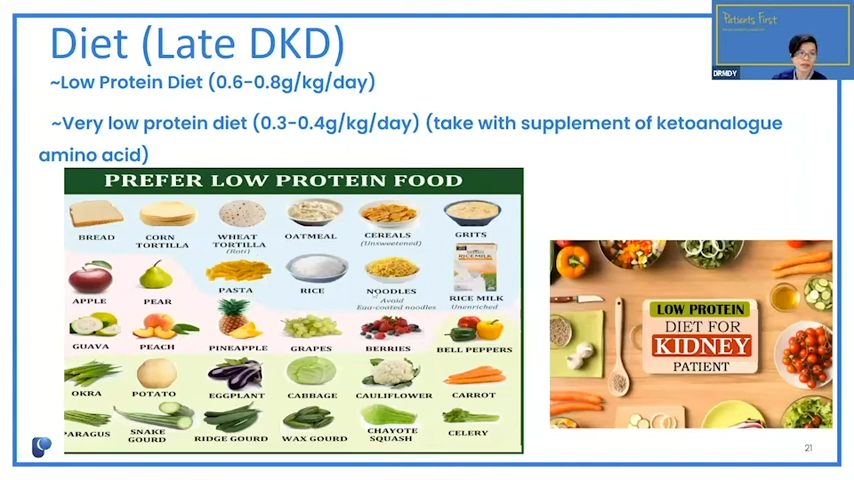 Diet (Late DKD)
~Low Protein Diet (0.6-0.8g/kg/day)
~Very low protein diet (0.3-0.4g/kg/day) (take with supplement of ketoanalogue
amino acid)
Patients First
DRMDY
PREFER LOW PROTEIN FOOD
BREAD
CORN
TORTILLA
WHEAT
TORTILLA
(Roti)
OATMEAL
CEREALS
(Unsweetened)
GRITS
APPLE
PEAR
PASTA
RICE
NOODLES
Avoid
Egg-coated noodles
RICE MILK
RICE MILK
Unenriched
GUAVA
PEACH
PINEAPPLE
GRAPES
BERRIES
BELL PEPPERS
OKRA
POTATO
EGGPLANT
CABBAGE
CAULIFLOWER
CARROT
PARAGUS
SNAKE
GOURD
RIDGE GOURD
WAX GOURD
CHAYOTE
SQUASH
CELERY
LOW PROTEIN
DIET FOR
KIDNEY
PATIENT
21